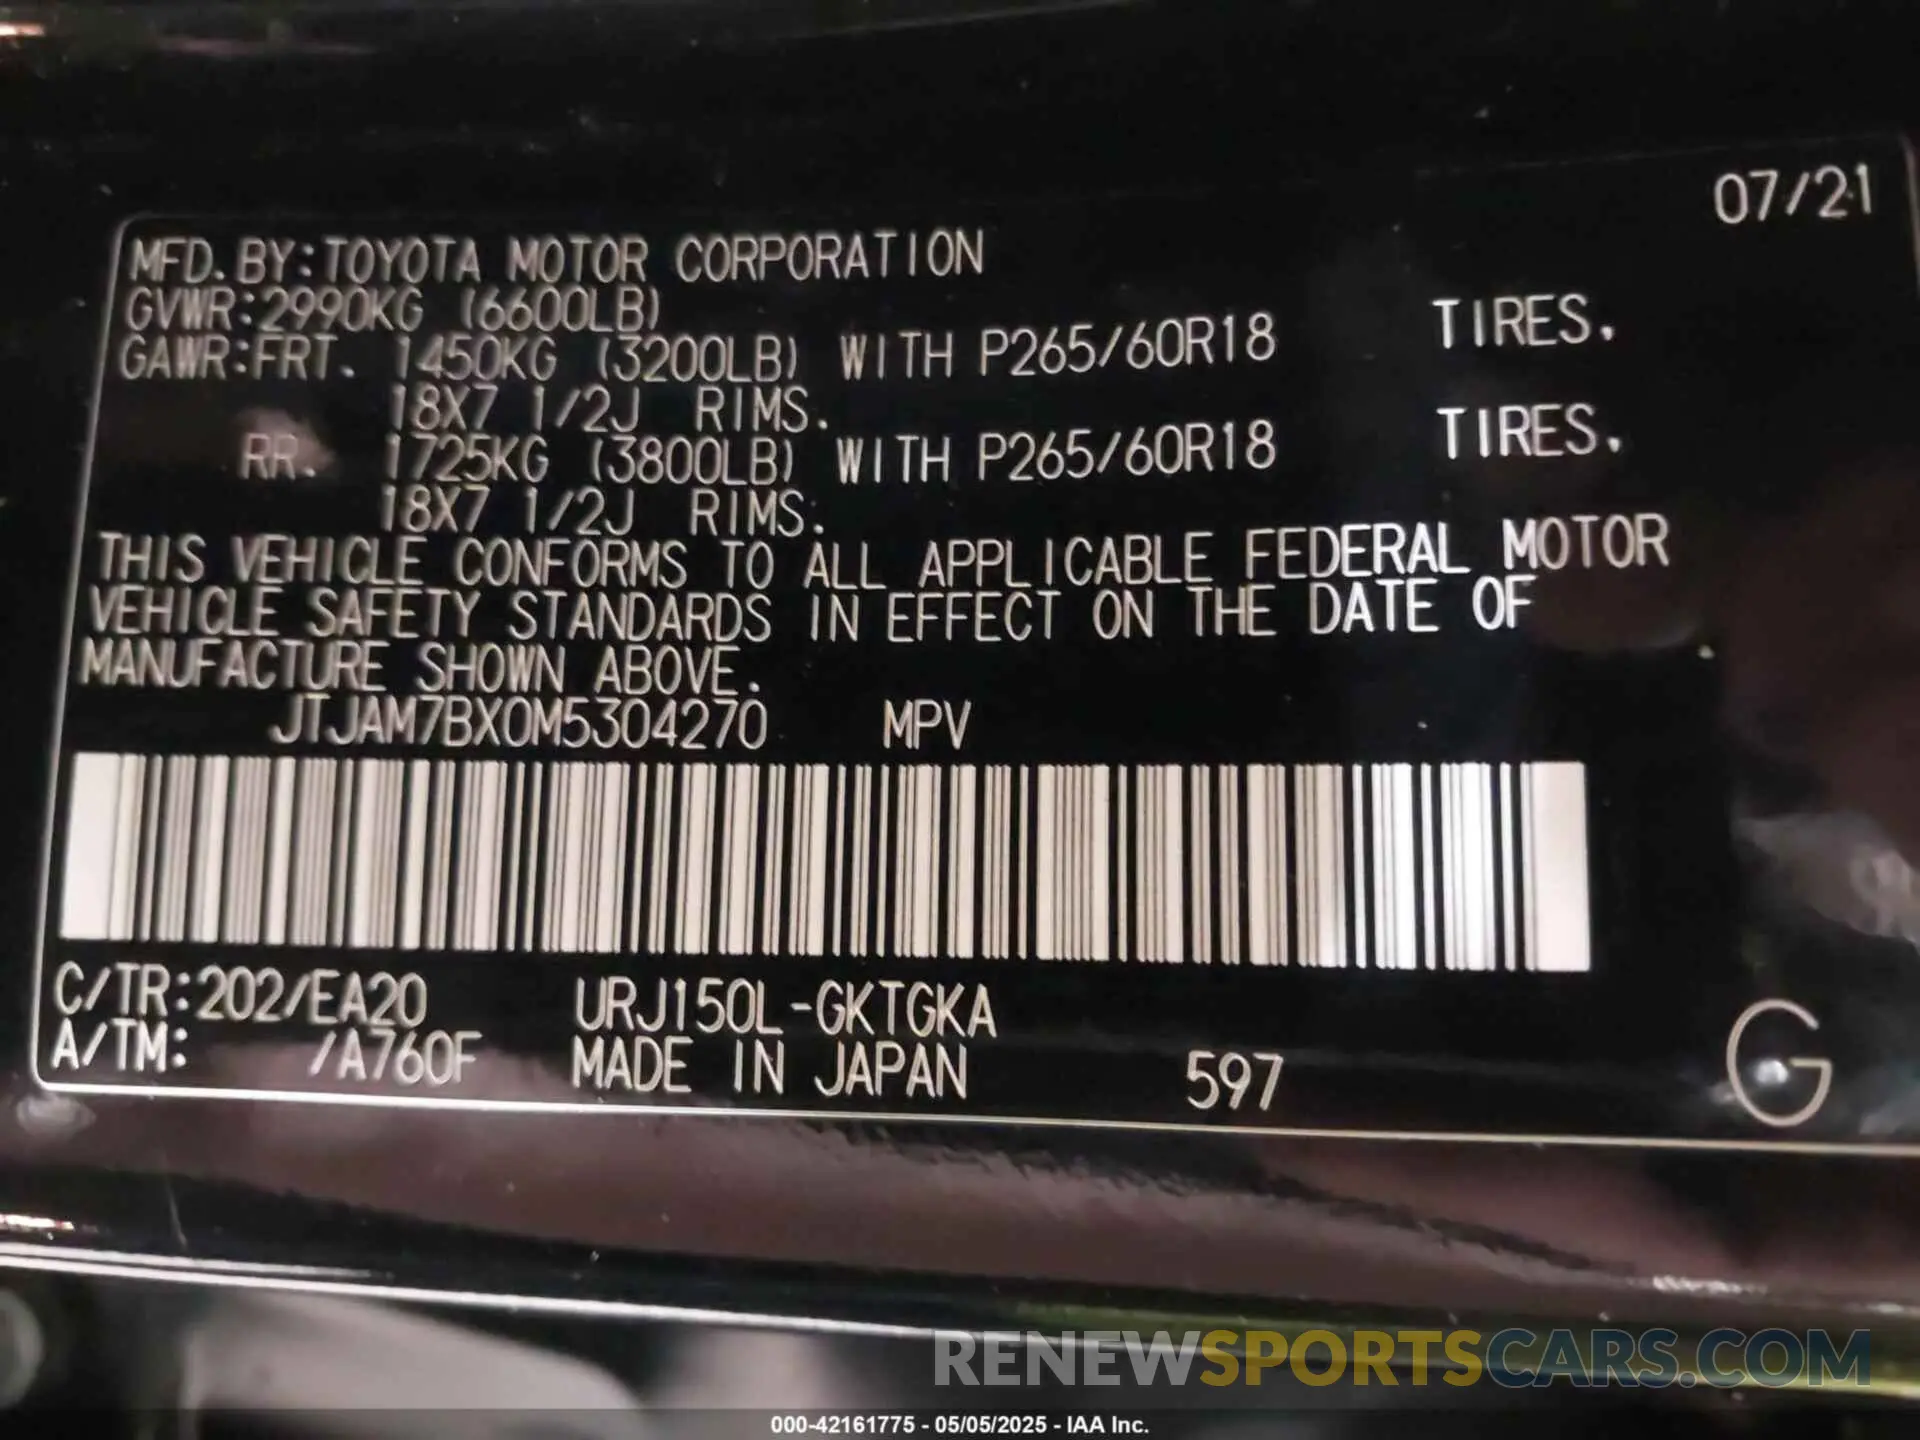 07/21
MFD.BY:TOYOTA MOTOR CORPORATION
GVWR:2990KG (6600LB)
GAWR:FRT. 1450KG (3200LB) WITH P265/60R18 TIRES,
18X7 1/2J RIMS.
RR. 1725KG (3800LB) WITH P265/60R18 TIRES,
18X7 1/2J RIMS.
THIS VEHICLE CONFORMS TO ALL APPLICABLE FEDERAL MOTOR
VEHICLE SAFETY STANDARDS IN EFFECT ON THE DATE OF
MANUFACTURE SHOWN ABOVE.
JTJAM7BX0M5304270 MPV
C/TR:202/EA20 URJ150L-GKTGKA
A/TM: /A760F MADE IN JAPAN 597 G
RENEWSPORTSCARS.COM
000-42161775 - 05/05/2025 - IAA Inc.